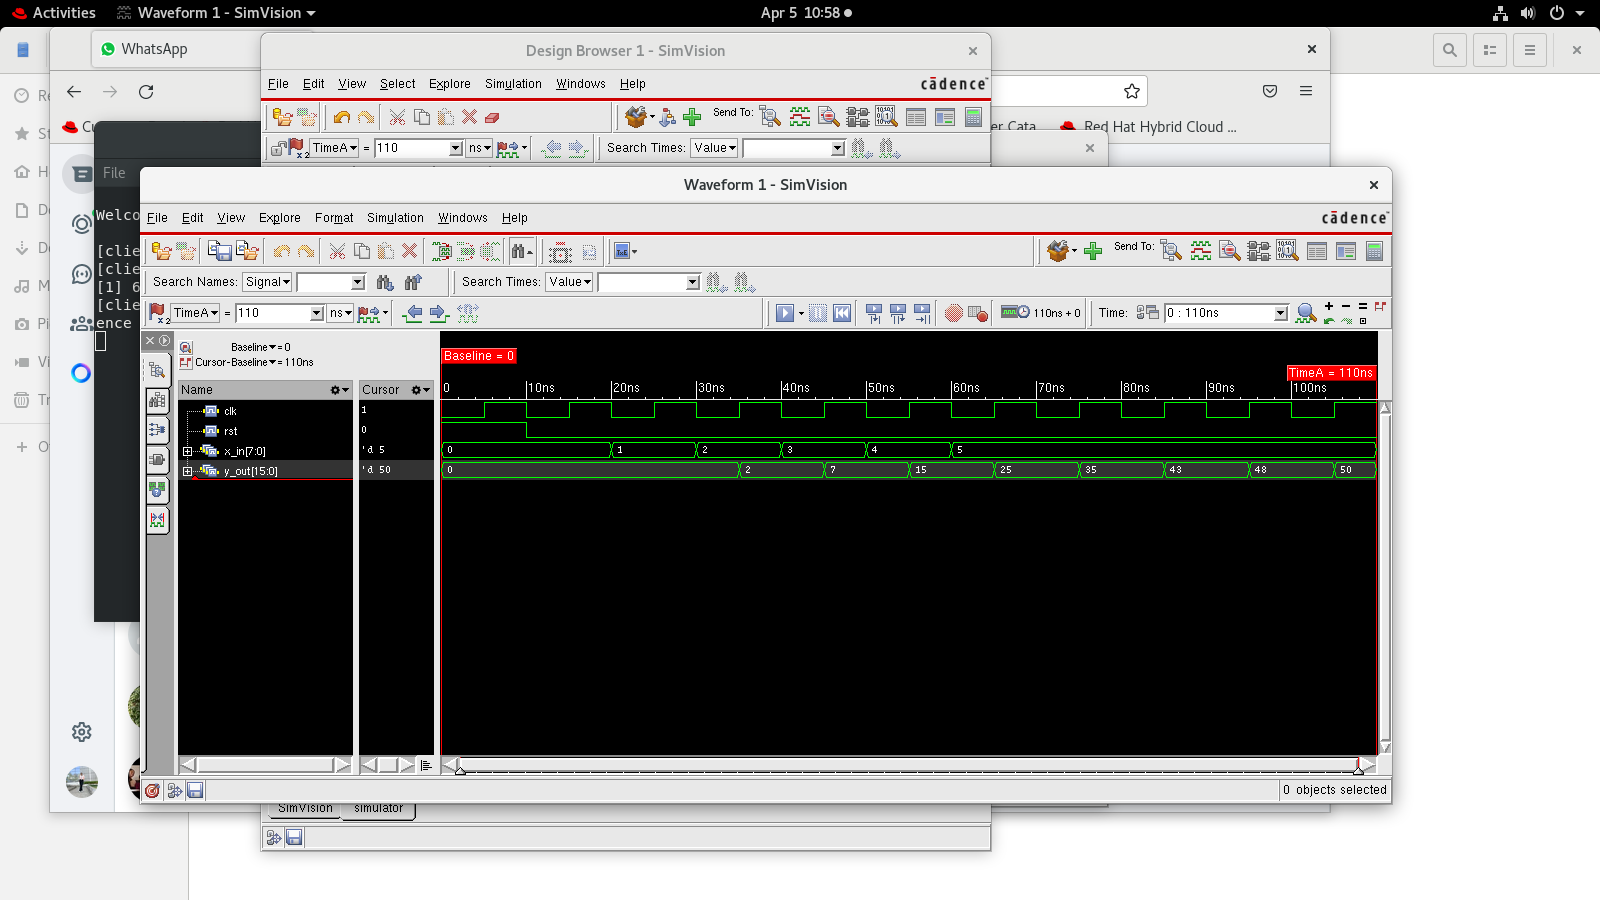 Activities Waveform 1 - SimVision Apr 5 10:58
WhatsApp
Design Browser 1 - SimVision
File Edit View Select Explore Simulation Windows Help cādence
Send To:
TimeA = 110 ns Search Times: Value
er Cata Red Hat Hybrid Cloud ...
File
Welco
[clie
[clie
[1] 6
[clie
ence
Waveform 1 - SimVision
File Edit View Explore Format Simulation Windows Help cādence
Send To:
Search Names: Signal Search Times: Value
TimeA = 110 ns 110ns + 0 Time: 0 : 110ns
Baseline = 0
Cursor-Baseline = 110ns
Baseline = 0
TimeA = 110ns
Name Cursor 0 10ns 20ns 30ns 40ns 50ns 60ns 70ns 80ns 90ns 100ns
clk 1
rst 0
x_in[7:0] 'd 5 0 1 2 3 4 5
y_out[15:0] 'd 50 0 2 7 15 25 35 43 48 50
0 objects selected
SimVision simulator